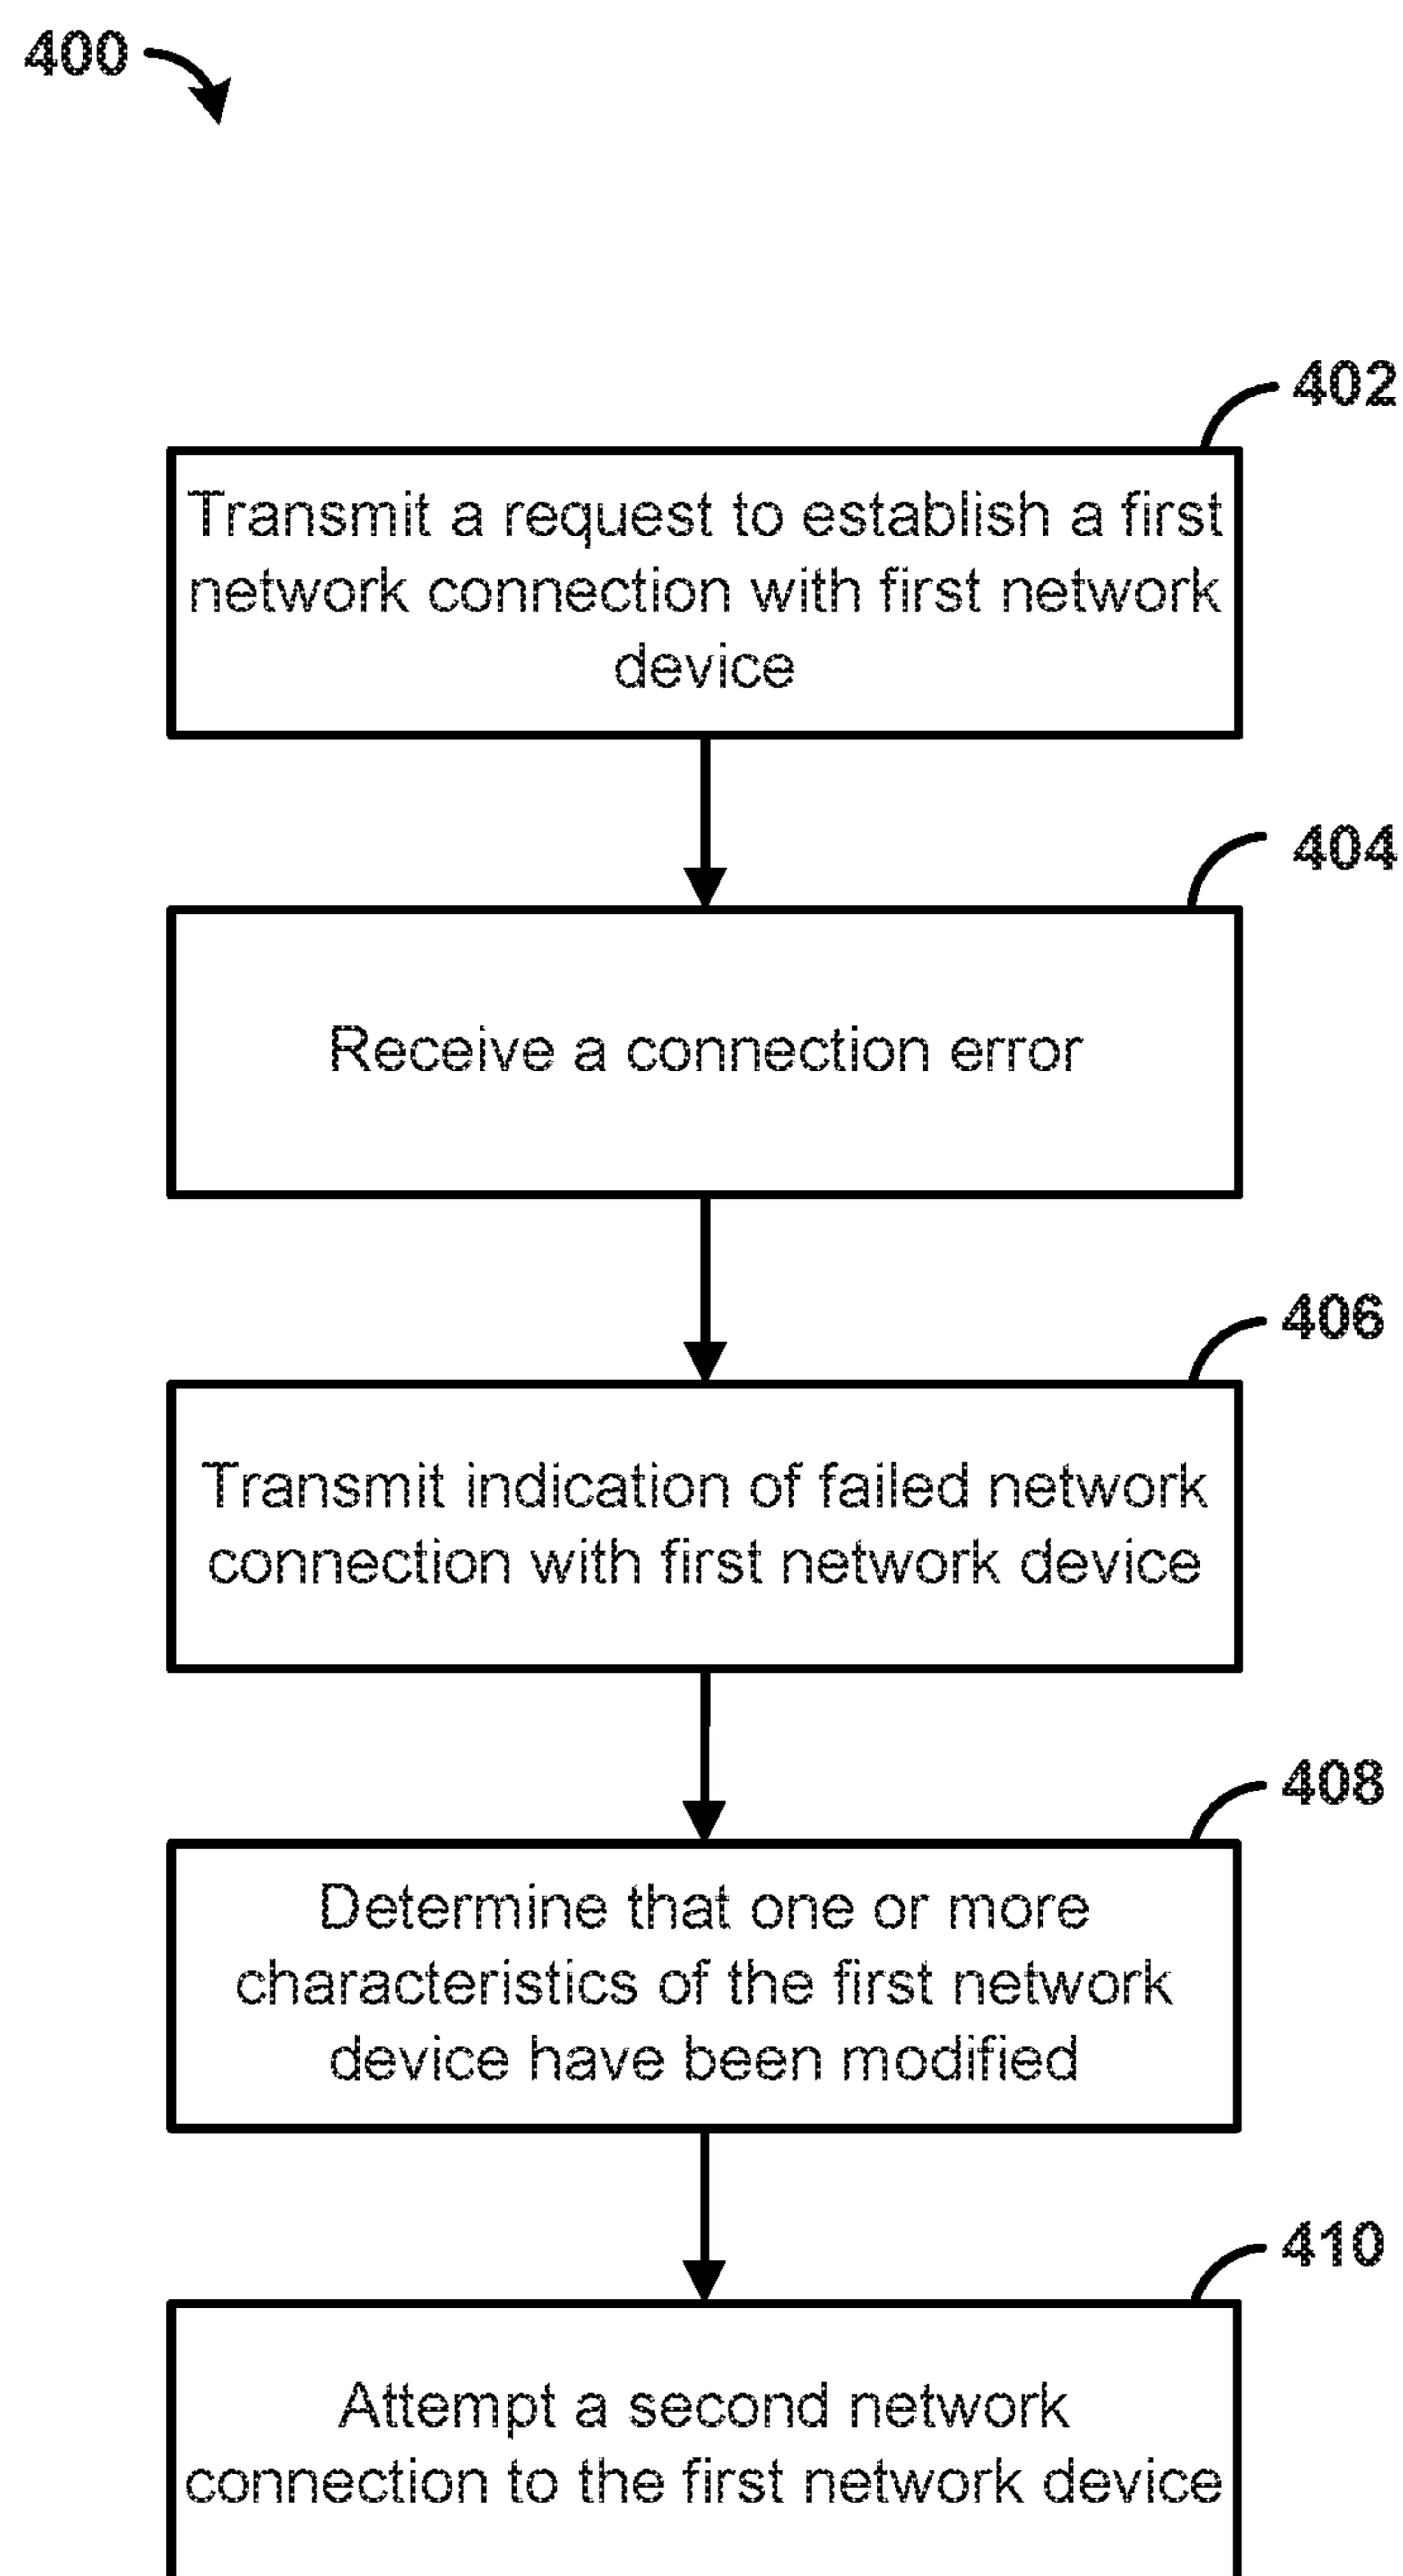 400
402
Transmit a request to establish a first
network connection with first network
device
404
Receive a connection error
406
Transmit indication of failed network
connection with first network device
408
Determine that one or more
characteristics of the first network
device have been modified
410
Attempt a second network
connection to the first network device